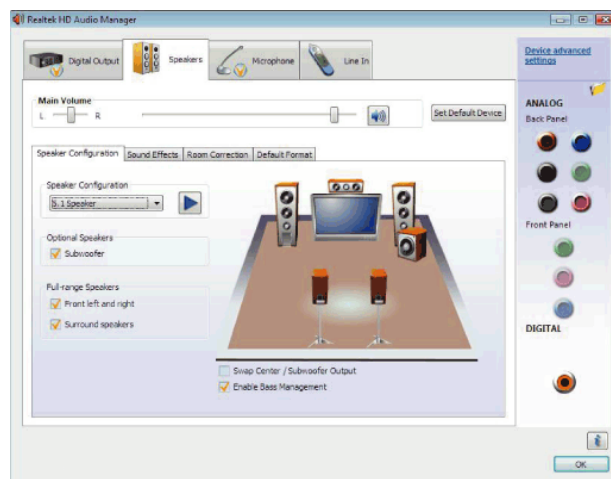 Realtek HD Audio Manager
Digital Output
Speakers
Microphone
Line In
Device advanced
settings
Main Volume
L
R
Set Default Device
ANALOG
Back Panel
Speaker Configuration
Sound Effects
Room Correction
Default Format
Speaker Configuration
5.1 Speaker
Optional Speakers
Subwoofer
Front Panel
Full-range Speakers
Front left and right
Surround speakers
DIGITAL
Swap Center / Subwoofer Output
Enable Bass Management
OK